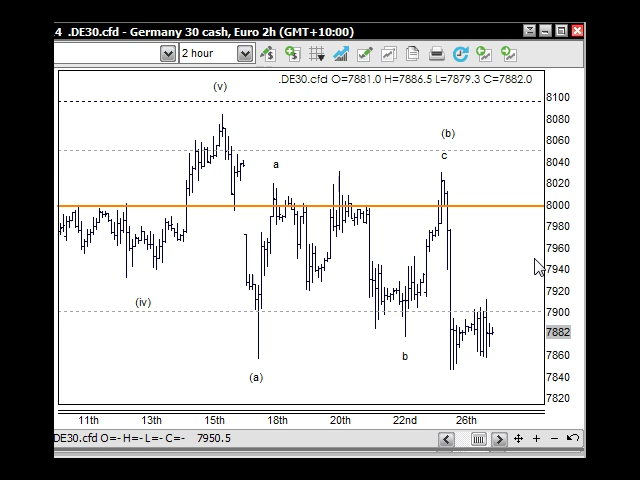 4 .DE30.cfd - Germany 30 cash, Euro 2h (GMT+10:00)
2 hour
.DE30.cfd O=7881.0 H=7886.5 L=7879.3 C=7882.0
(v)
8100
8080
(b)
8060
a
c
8040
8020
8000
7980
7960
7940
7920
(iv)
7900
7882
b
7860
(a)
7840
7820
11th 13th 15th 18th 20th 22nd 26th
DE30.cfd O=- H=- L=- C=- 7950.5